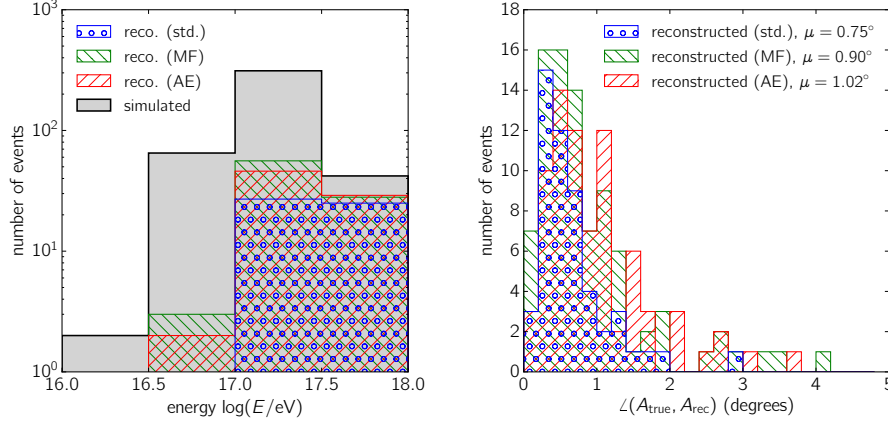 10³
10²
10¹
10⁰
number of events
reco. (std.)
reco. (MF)
reco. (AE)
simulated
16.0 16.5 17.0 17.5 18.0
energy log(E/eV)
18
16
14
12
10
8
6
4
2
0
number of events
reconstructed (std.), μ = 0.75°
reconstructed (MF), μ = 0.90°
reconstructed (AE), μ = 1.02°
0 1 2 3 4 5
∠(A_true, A_rec) (degrees)